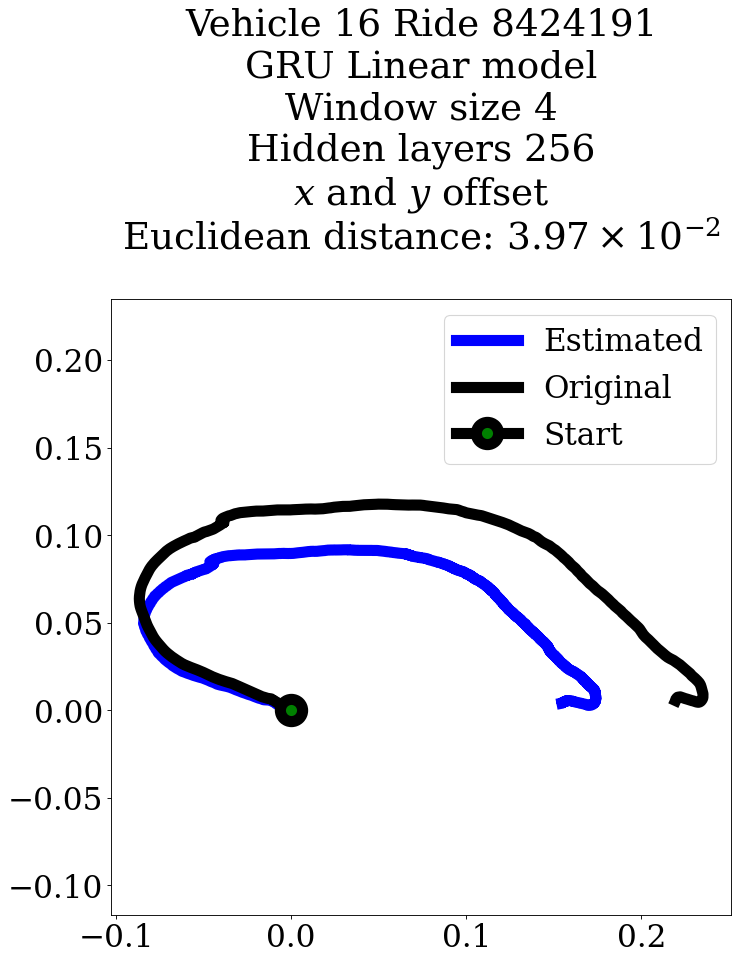 Vehicle 16 Ride 8424191
GRU Linear model
Window size 4
Hidden layers 256
x and y offset
Euclidean distance: 3.97 × 10⁻²
Estimated
Original
Start
0.20
0.15
0.10
0.05
0.00
−0.05
−0.10
−0.1 0.0 0.1 0.2